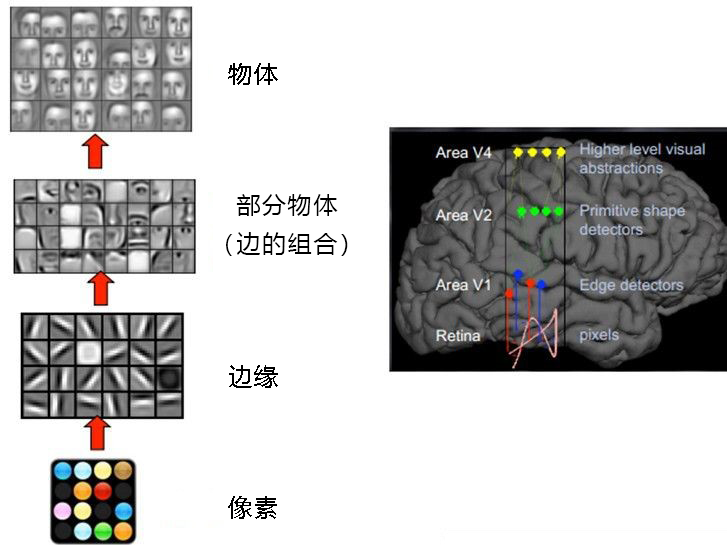 物体
部分物体
（边的组合）
边缘
像素
Area V4
Higher level visual
abstractions
Area V2
Primitive shape
detectors
Area V1
Edge detectors
Retina
pixels